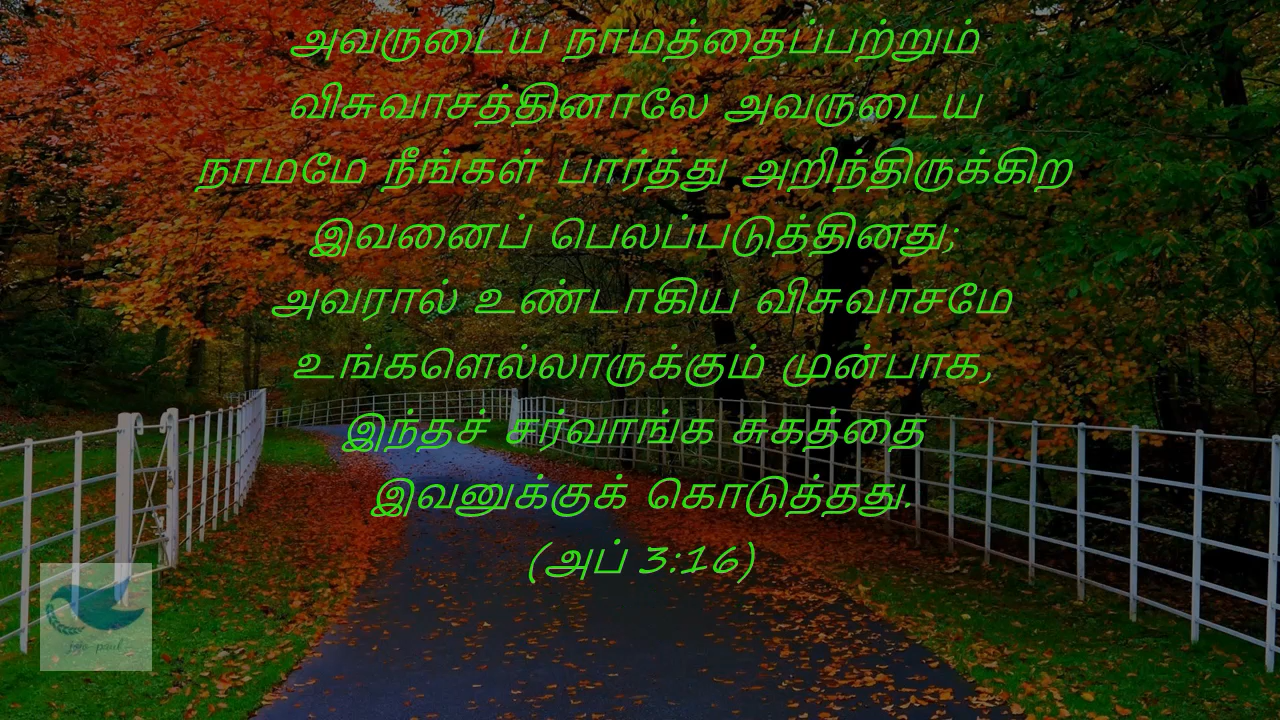 அவருடைய நாமத்தைப்பற்றும்
விசுவாசத்தினாலே அவருடைய
நாமமே நீங்கள் பார்த்து அறிந்திருக்கிற
இவனைப் பெலப்படுத்தினது;
அவரால் உண்டாகிய விசுவாசமே
உங்களெல்லாருக்கும் முன்பாக,
இந்தச் சர்வாங்க சுகத்தை
இவனுக்குக் கொடுத்தது.
(அப் 3:16)